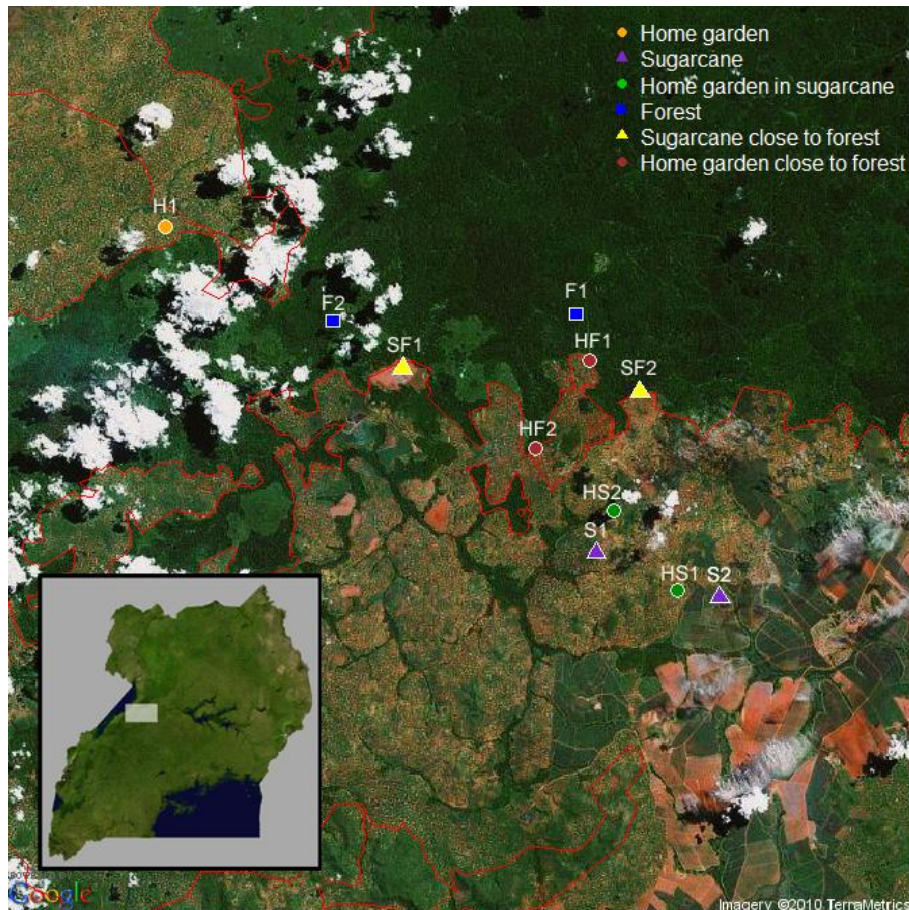 Home garden
Sugarcane
Home garden in sugarcane
Forest
Sugarcane close to forest
Home garden close to forest
H1
F2
F1
SF1
HF1
SF2
HF2
HS2
S1
HS1
S2
Google
Imagery ©2010 TerraMetrics